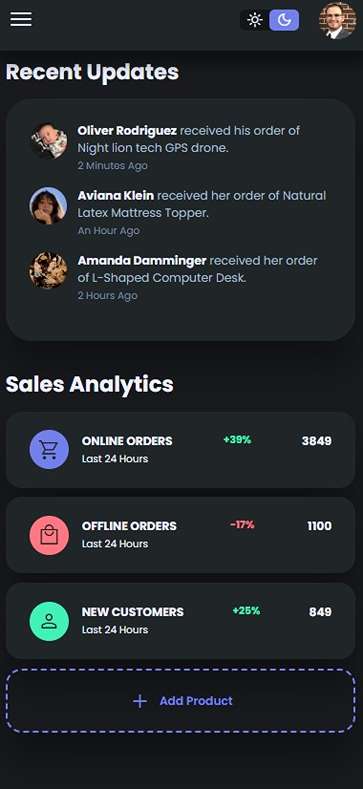 Recent Updates
Oliver Rodriguez received his order of
Night lion tech GPS drone.
2 Minutes Ago
Aviana Klein received her order of Natural
Latex Mattress Topper.
An Hour Ago
Amanda Damminger received her order
of L-Shaped Computer Desk.
2 Hours Ago
Sales Analytics
ONLINE ORDERS +39% 3849
Last 24 Hours
OFFLINE ORDERS -17% 1100
Last 24 Hours
NEW CUSTOMERS +25% 849
Last 24 Hours
Add Product